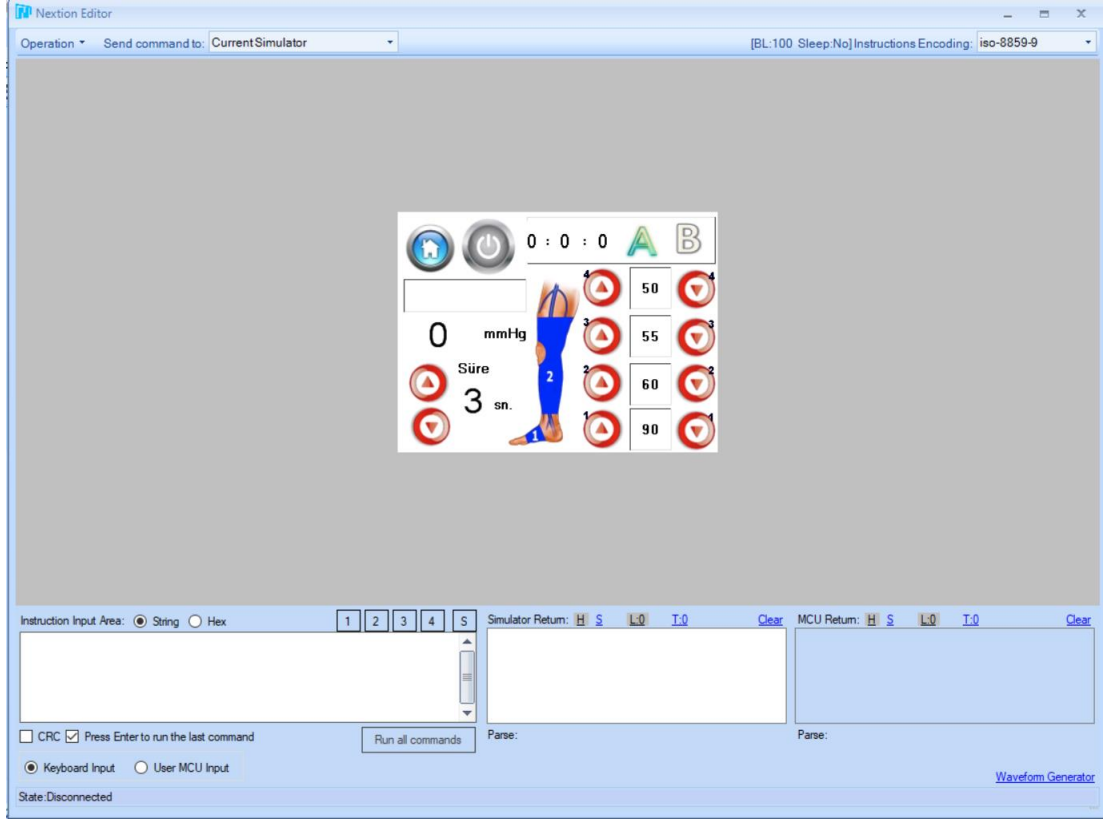 Nextion Editor
Operation Send command to: Current Simulator [BL:100 Sleep:No] Instructions Encoding: iso-8859-9
0 : 0 : 0 A B
4 50 4
0 mmHg 3 55 3
Süre
2 2 60 2
3 sn.
1 1 90 1
Instruction Input Area: String Hex 1 2 3 4 S Simulator Return: H S L:0 T:0 Clear MCU Return: H S L:0 T:0 Clear
CRC Press Enter to run the last command Run all commands Parse: Parse:
Keyboard Input User MCU Input
Waveform Generator
State:Disconnected